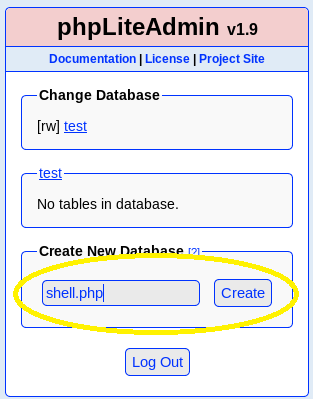 phpLiteAdmin v1.9
Documentation | License | Project Site
Change Database
[rw] test
test
No tables in database.
Create New Database [?]
shell.php Create
Log Out